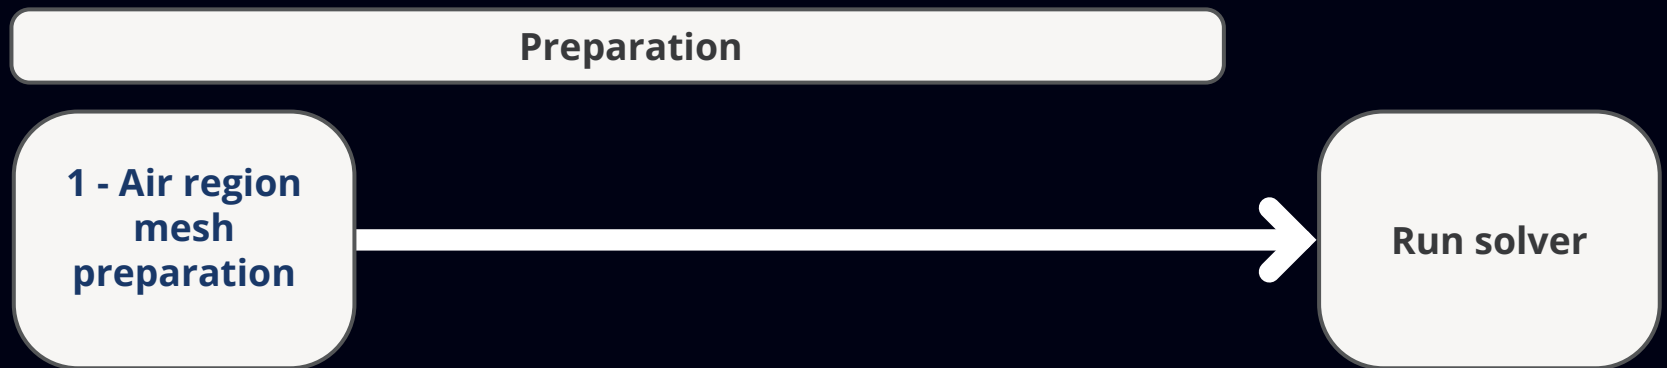 Preparation
1 - Air region
mesh
preparation
Run solver